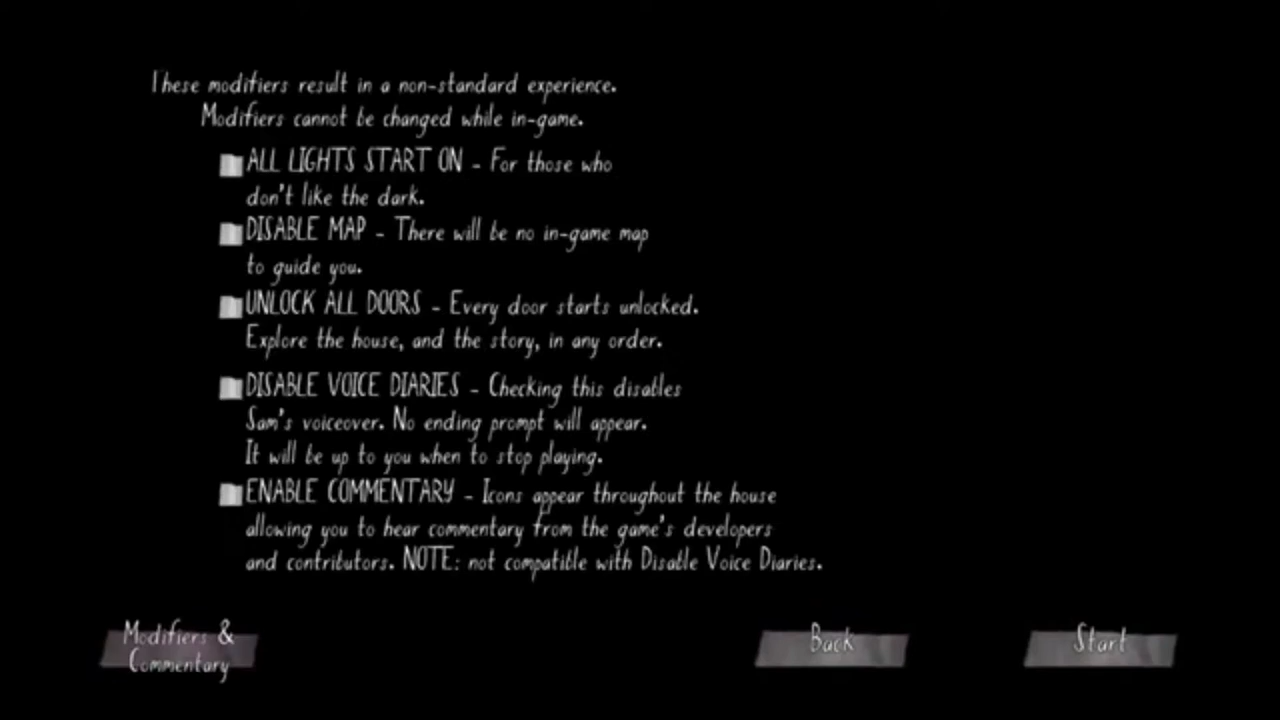 These modifiers result in a non-standard experience.
Modifiers cannot be changed while in-game.
ALL LIGHTS START ON - For those who
don't like the dark.
DISABLE MAP - There will be no in-game map
to guide you.
UNLOCK ALL DOORS - Every door starts unlocked.
Explore the house, and the story, in any order.
DISABLE VOICE DIARIES - Checking this disables
Sam's voiceover. No ending prompt will appear.
It will be up to you when to stop playing.
ENABLE COMMENTARY - Icons appear throughout the house
allowing you to hear commentary from the game's developers
and contributors. NOTE: not compatible with Disable Voice Diaries.
Modifiers &
Commentary
Back
Start